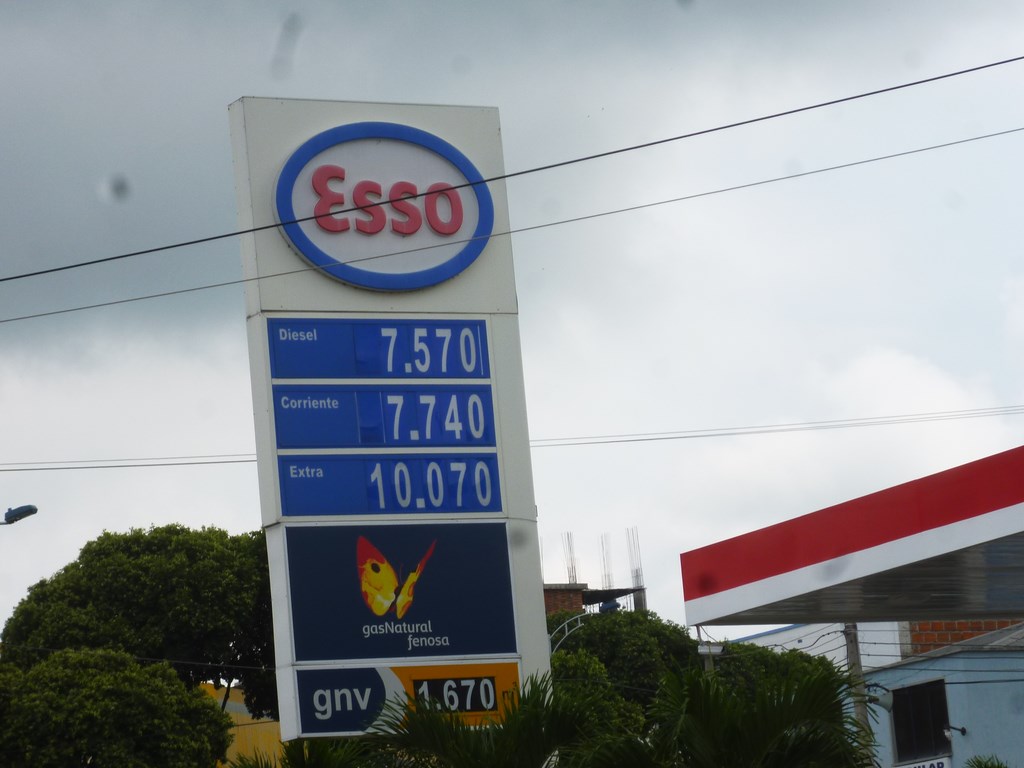 Esso
Diesel 7.570
Corriente 7.740
Extra 10.070
gasNatural
fenosa
gnv 1.670